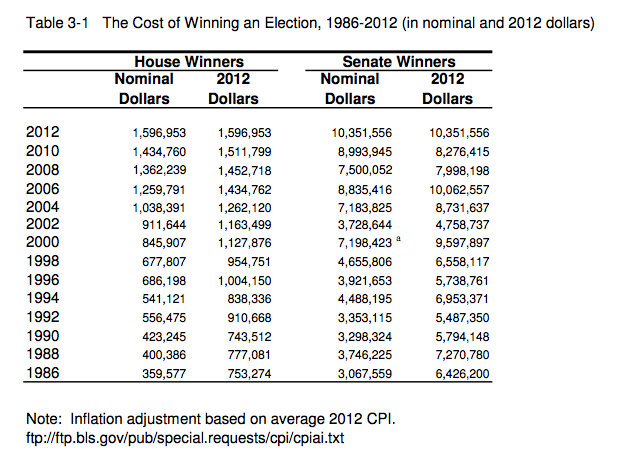 Table 3-1 The Cost of Winning an Election, 1986-2012 (in nominal and 2012 dollars)
House Winners Senate Winners
Nominal 2012 Nominal 2012
Dollars Dollars Dollars Dollars
2012 1,596,953 1,596,953 10,351,556 10,351,556
2010 1,434,760 1,511,799 8,993,945 8,276,415
2008 1,362,239 1,452,718 7,500,052 7,998,198
2006 1,259,791 1,434,762 8,835,416 10,062,557
2004 1,038,391 1,262,120 7,183,825 8,731,637
2002 911,644 1,163,499 3,728,644 4,758,737
2000 845,907 1,127,876 7,198,423 a 9,597,897
1998 677,807 954,751 4,655,806 6,558,117
1996 686,198 1,004,150 3,921,653 5,738,761
1994 541,121 838,336 4,488,195 6,953,371
1992 556,475 910,668 3,353,115 5,487,350
1990 423,245 743,512 3,298,324 5,794,148
1988 400,386 777,081 3,746,225 7,270,780
1986 359,577 753,274 3,067,559 6,426,200
Note: Inflation adjustment based on average 2012 CPI.
ftp://ftp.bls.gov/pub/special.requests/cpi/cpiai.txt